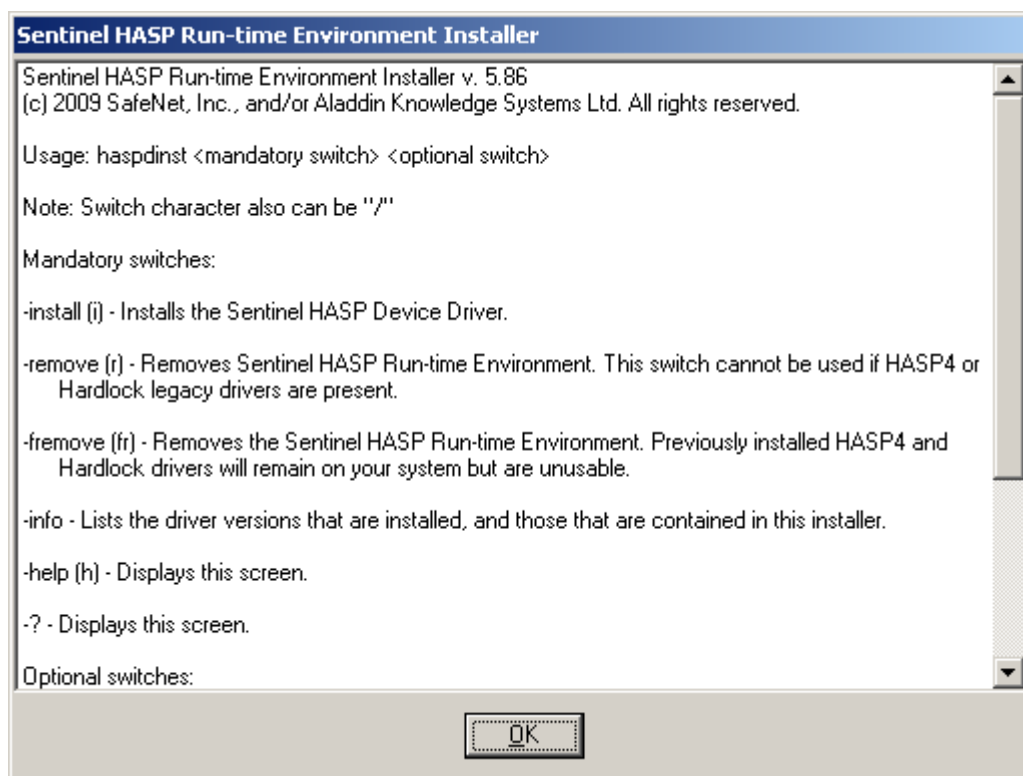 Sentinel HASP Run-time Environment Installer
Sentinel HASP Run-time Environment Installer v. 5.86
(c) 2009 SafeNet, Inc., and/or Aladdin Knowledge Systems Ltd. All rights reserved.
Usage: haspdinst <mandatory switch> <optional switch>
Note: Switch character also can be "/"
Mandatory switches:
-install (i) - Installs the Sentinel HASP Device Driver.
-remove (r) - Removes Sentinel HASP Run-time Environment. This switch cannot be used if HASP4 or
Hardlock legacy drivers are present.
-fremove (fr) - Removes the Sentinel HASP Run-time Environment. Previously installed HASP4 and
Hardlock drivers will remain on your system but are unusable.
-info - Lists the driver versions that are installed, and those that are contained in this installer.
-help (h) - Displays this screen.
-? - Displays this screen.
Optional switches:
OK